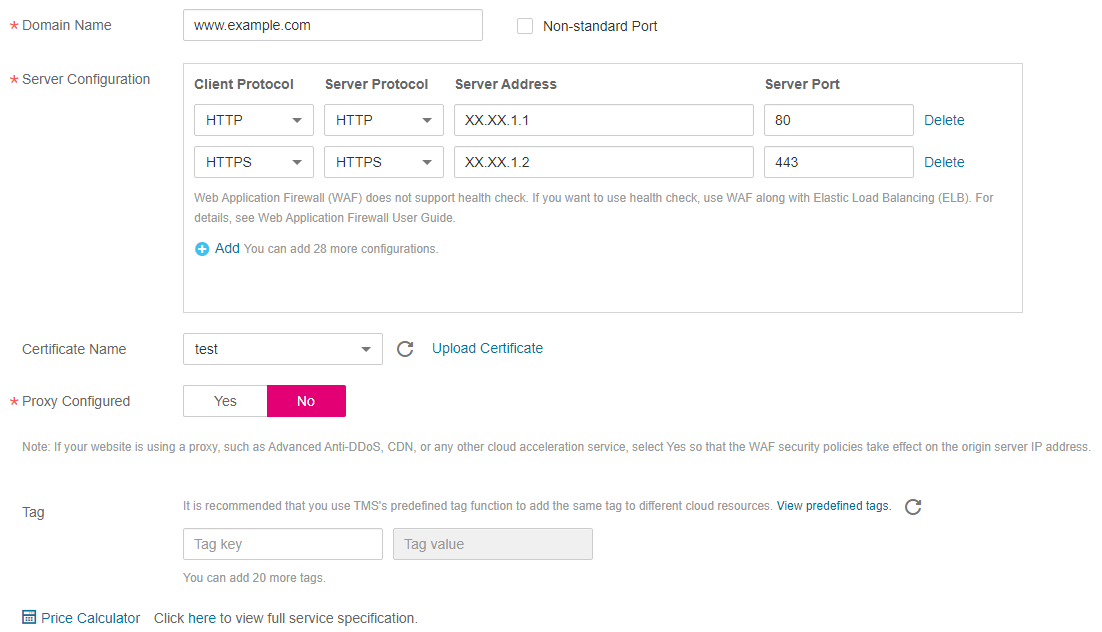 * Domain Name www.example.com Non-standard Port
* Server Configuration
Client Protocol Server Protocol Server Address Server Port
HTTP HTTP XX.XX.1.1 80 Delete
HTTPS HTTPS XX.XX.1.2 443 Delete
Web Application Firewall (WAF) does not support health check. If you want to use health check, use WAF along with Elastic Load Balancing (ELB). For
details, see Web Application Firewall User Guide.
Add You can add 28 more configurations.
Certificate Name test Upload Certificate
* Proxy Configured Yes No
Note: If your website is using a proxy, such as Advanced Anti-DDoS, CDN, or any other cloud acceleration service, select Yes so that the WAF security policies take effect on the origin server IP address.
Tag It is recommended that you use TMS's predefined tag function to add the same tag to different cloud resources. View predefined tags.
Tag key Tag value
You can add 20 more tags.
Price Calculator Click here to view full service specification.